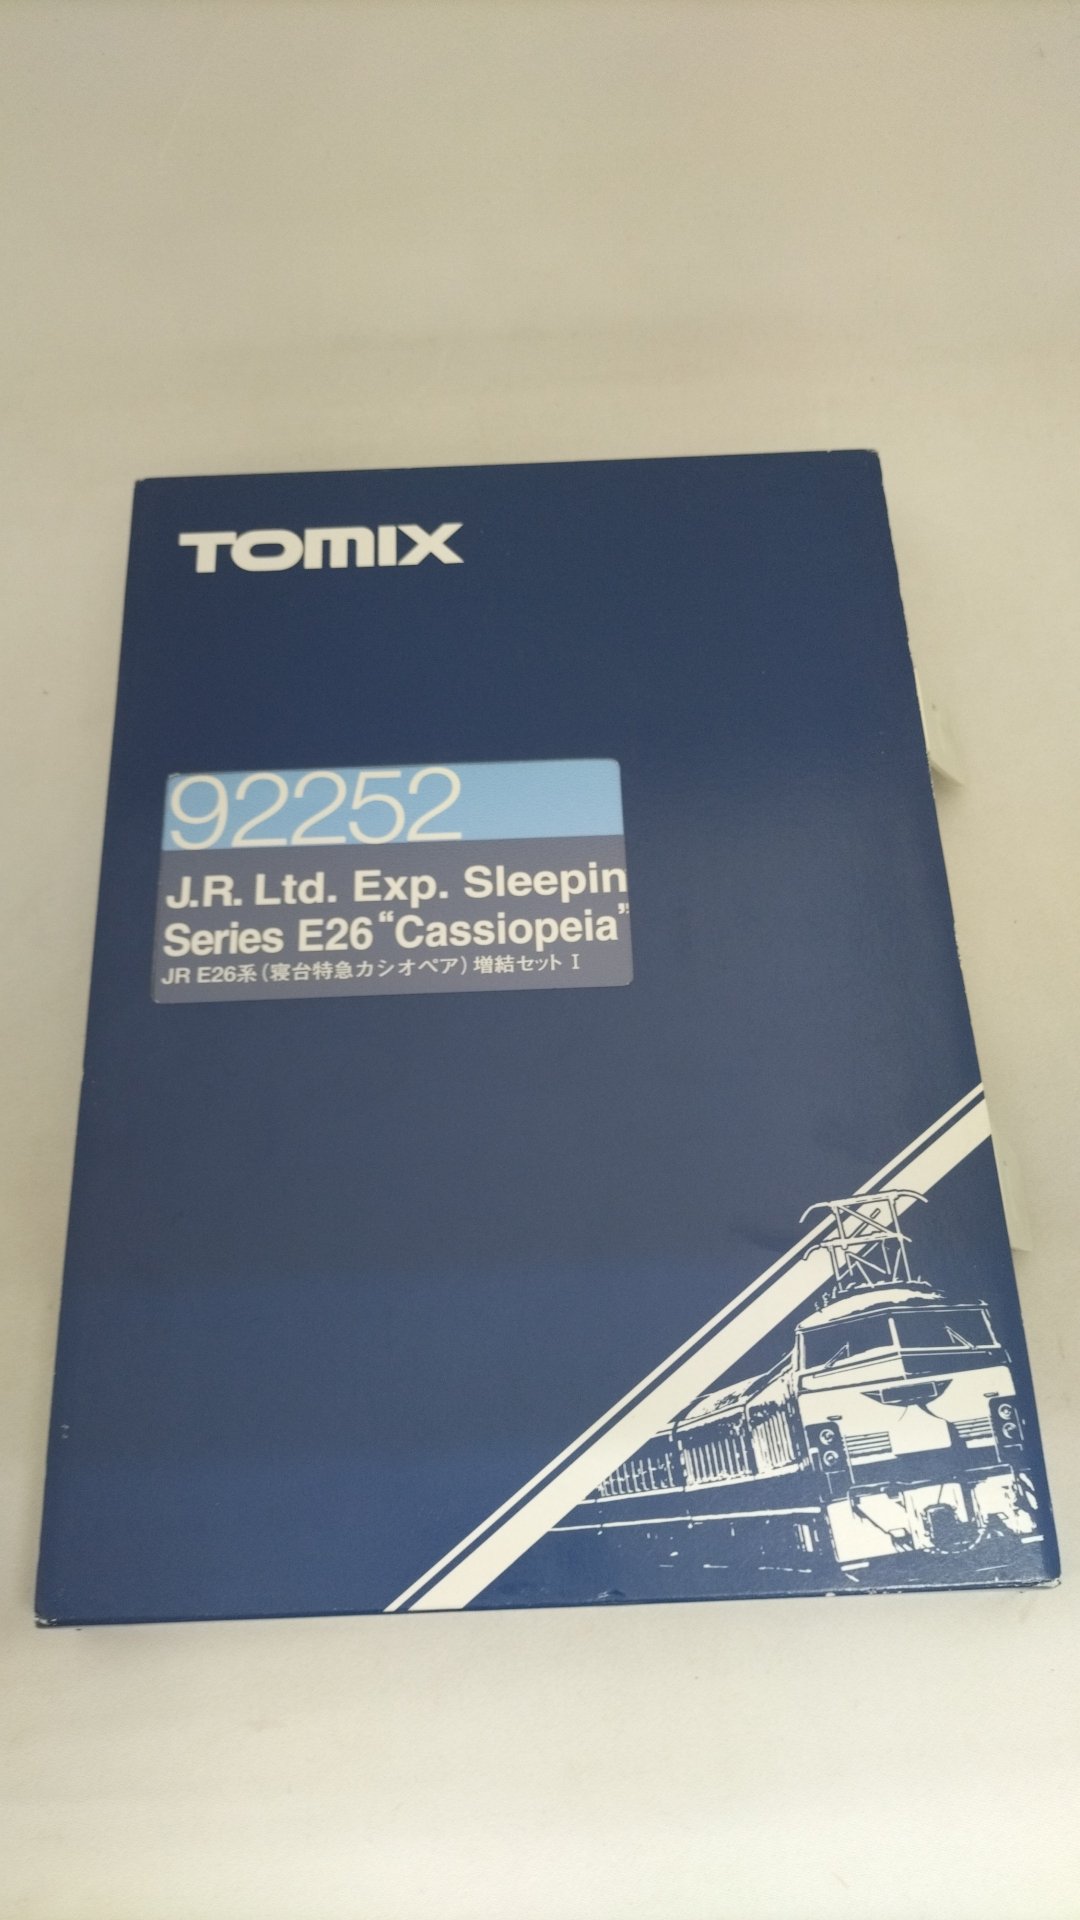 TOMIX
92252
J.R. Ltd. Exp. Sleepin
Series E26 “Cassiopeia”
JR E26系(寝台特急カシオペア) 増結セット I